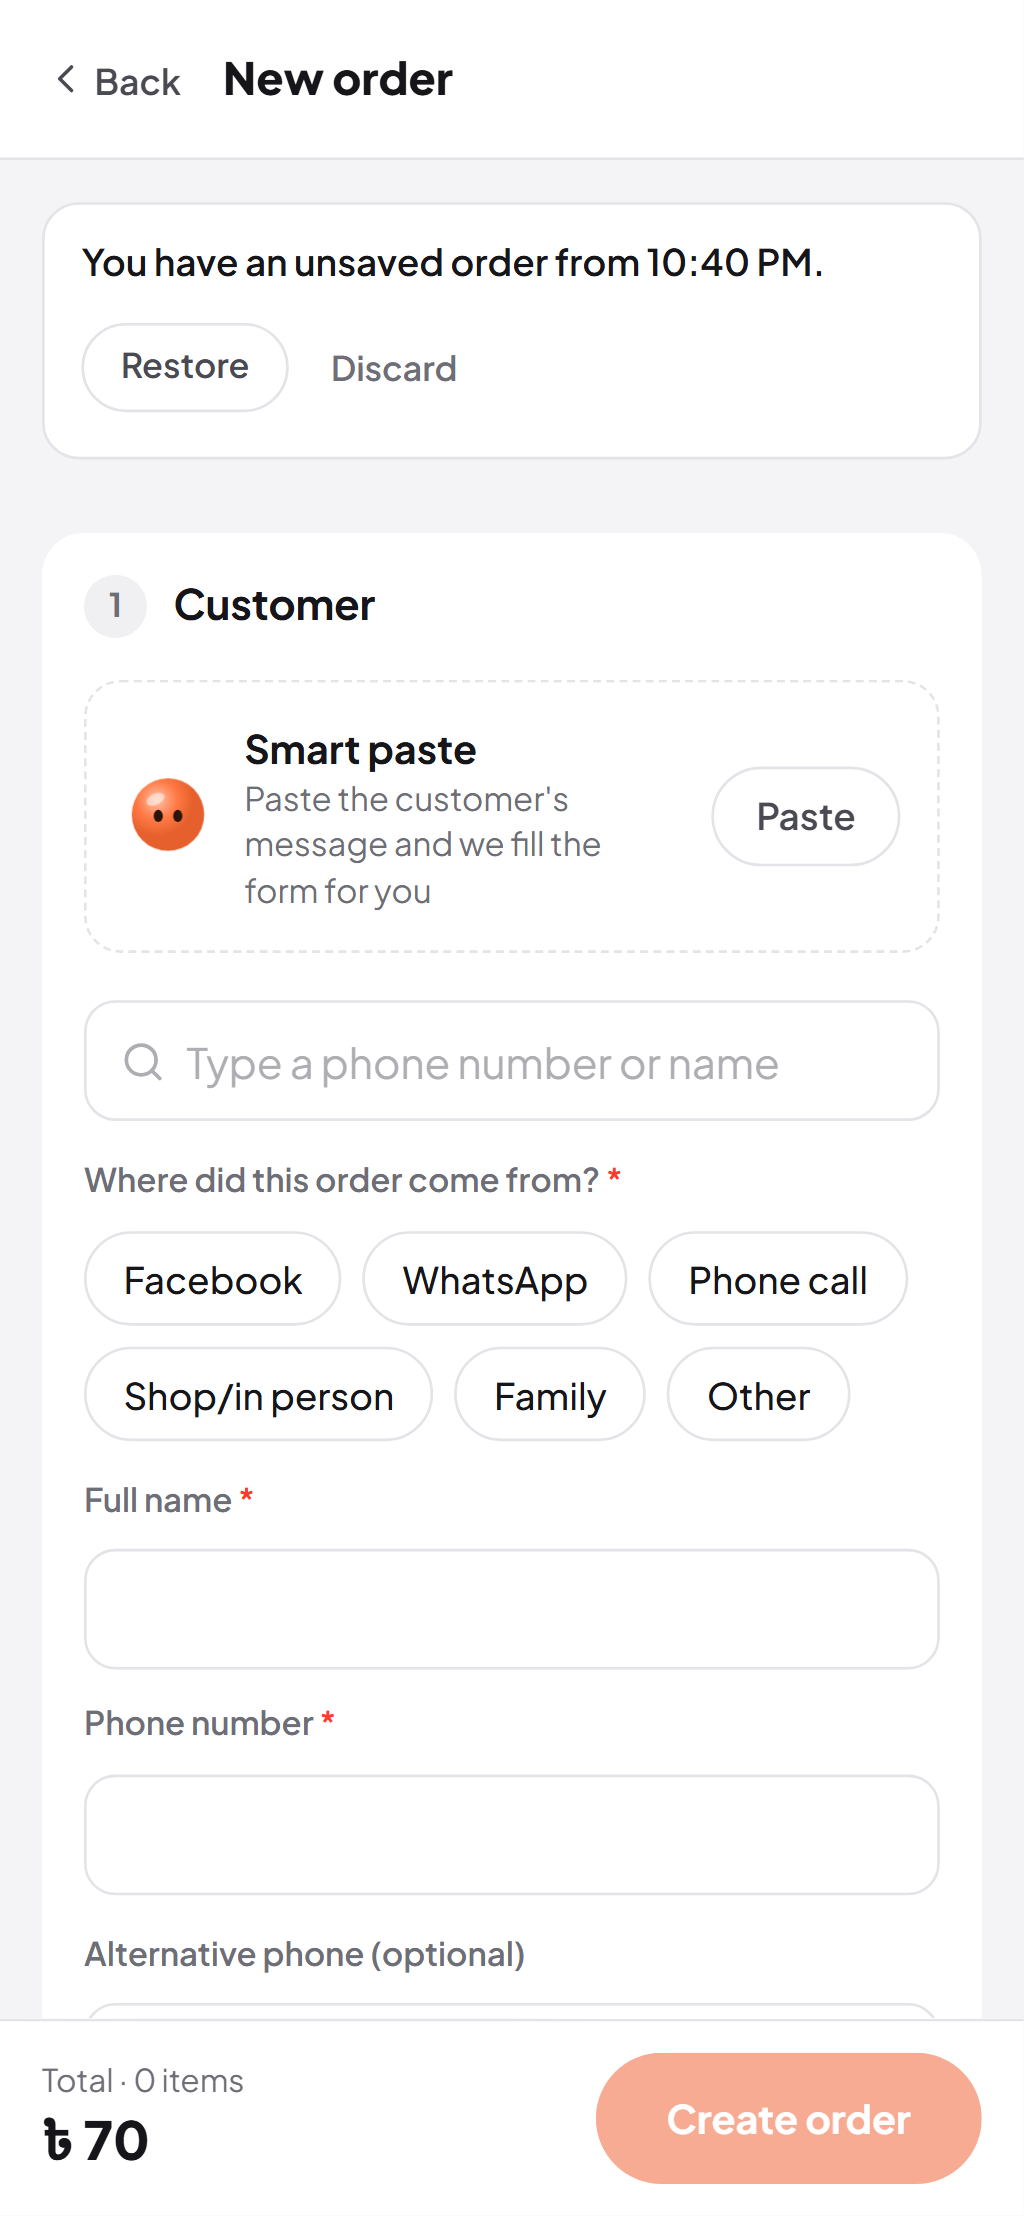 Back New order
You have an unsaved order from 10:40 PM.
Restore Discard
1 Customer
Smart paste
Paste the customer's
message and we fill the
form for you
Paste
Type a phone number or name
Where did this order come from? *
Facebook WhatsApp Phone call
Shop/in person Family Other
Full name *
Phone number *
Alternative phone (optional)
Total · 0 items
৳ 70
Create order